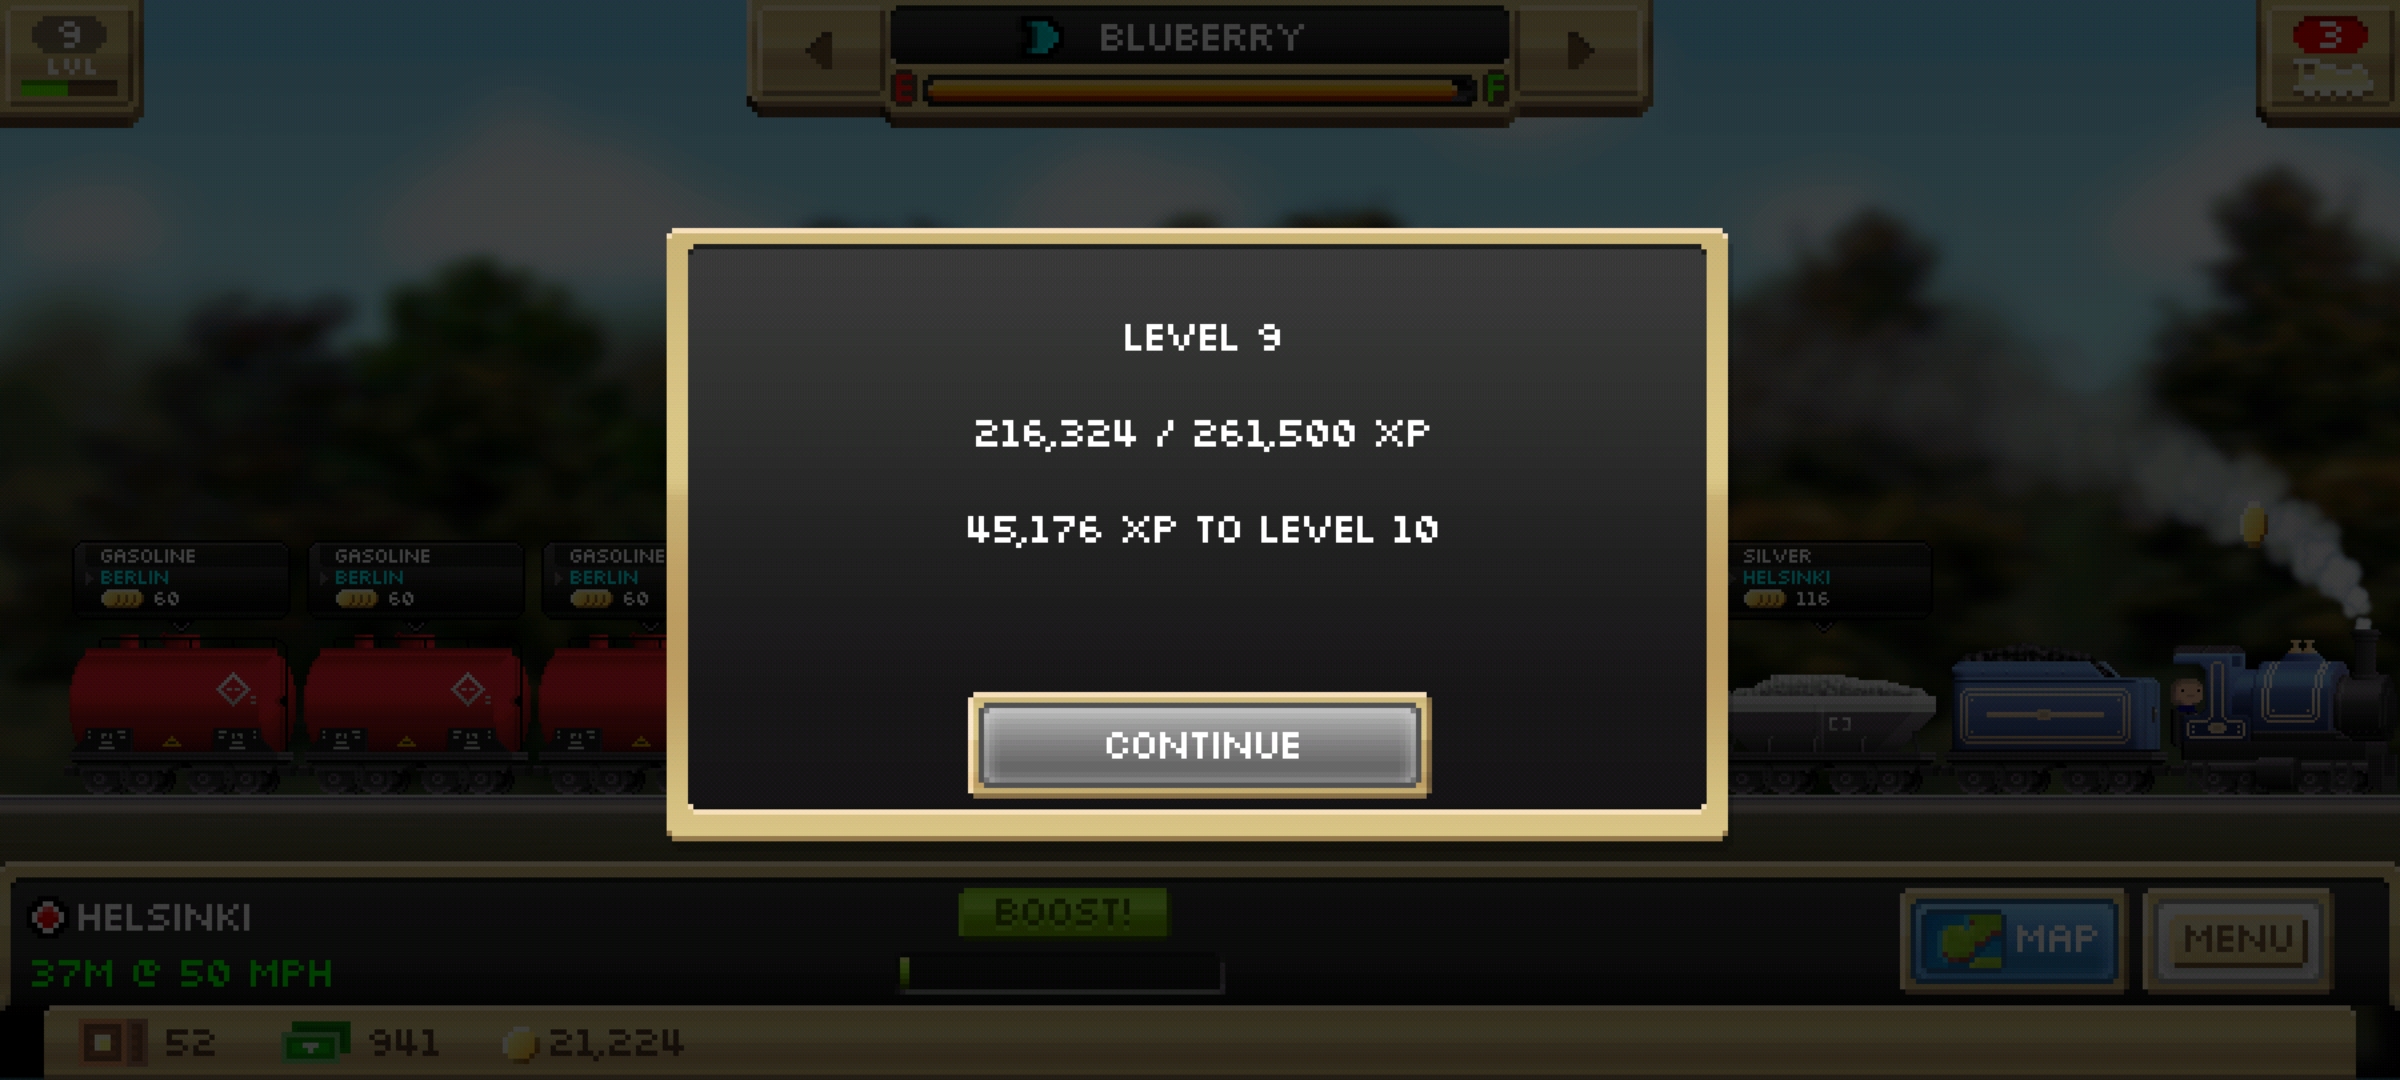 9
LVL
BLUBERRY
E F
3
LEVEL 9
216,324 / 261,500 XP
45,176 XP TO LEVEL 10
CONTINUE
GASOLINE
BERLIN
60
GASOLINE
BERLIN
60
GASOLINE
BERLIN
60
SILVER
HELSINKI
116
HELSINKI
37M @ 50 MPH
BOOST!
MAP
MENU
52
941
21,224